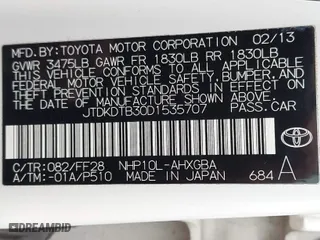 MFD.BY:TOYOTA MOTOR CORPORATION 02/13
GVWR 3475LB GAWR FR 1830LB RR 1830LB
THIS VEHICLE CONFORMS TO ALL APPLICABLE
FEDERAL MOTOR VEHICLE SAFETY, BUMPER, AND
THEFT PREVENTION STANDARDS IN EFFECT ON
THE DATE OF MANUFACTURE SHOWN ABOVE.
JTDKDTB30D1535707 PASS.CAR
TOYOTA
C/TR:082/FF28 NHP10L-AHXGBA
A/TM:-01A/P510 MADE IN JAPAN 684 A
DREAMBID